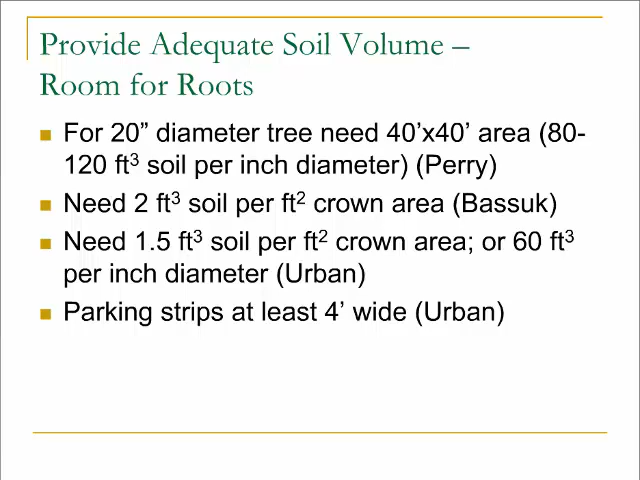 Provide Adequate Soil Volume –
Room for Roots
For 20” diameter tree need 40’x40’ area (80-
120 ft³ soil per inch diameter) (Perry)
Need 2 ft³ soil per ft² crown area (Bassuk)
Need 1.5 ft³ soil per ft² crown area; or 60 ft³
per inch diameter (Urban)
Parking strips at least 4’ wide (Urban)